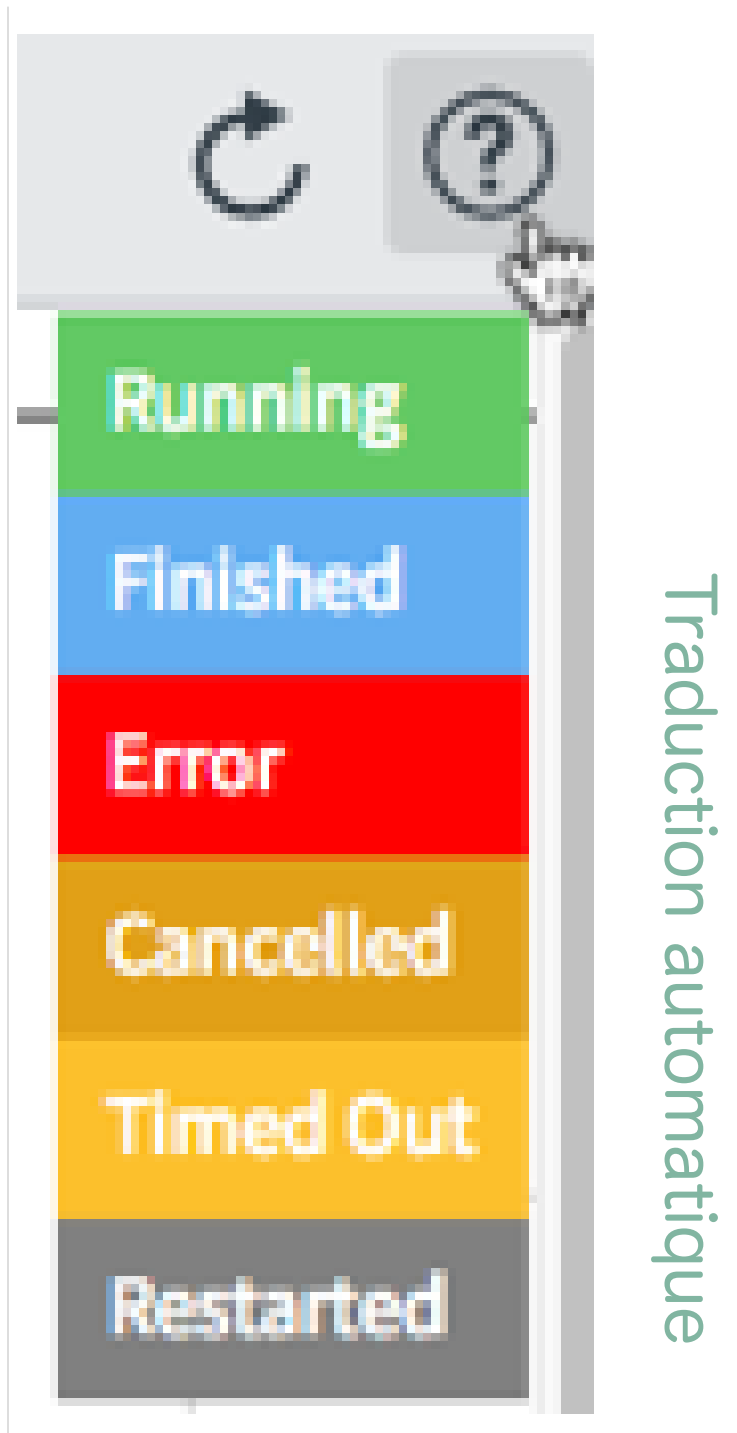 ?
Running
Finished
Error
Cancelled
Timed Out
Restarted
Traduction automatique